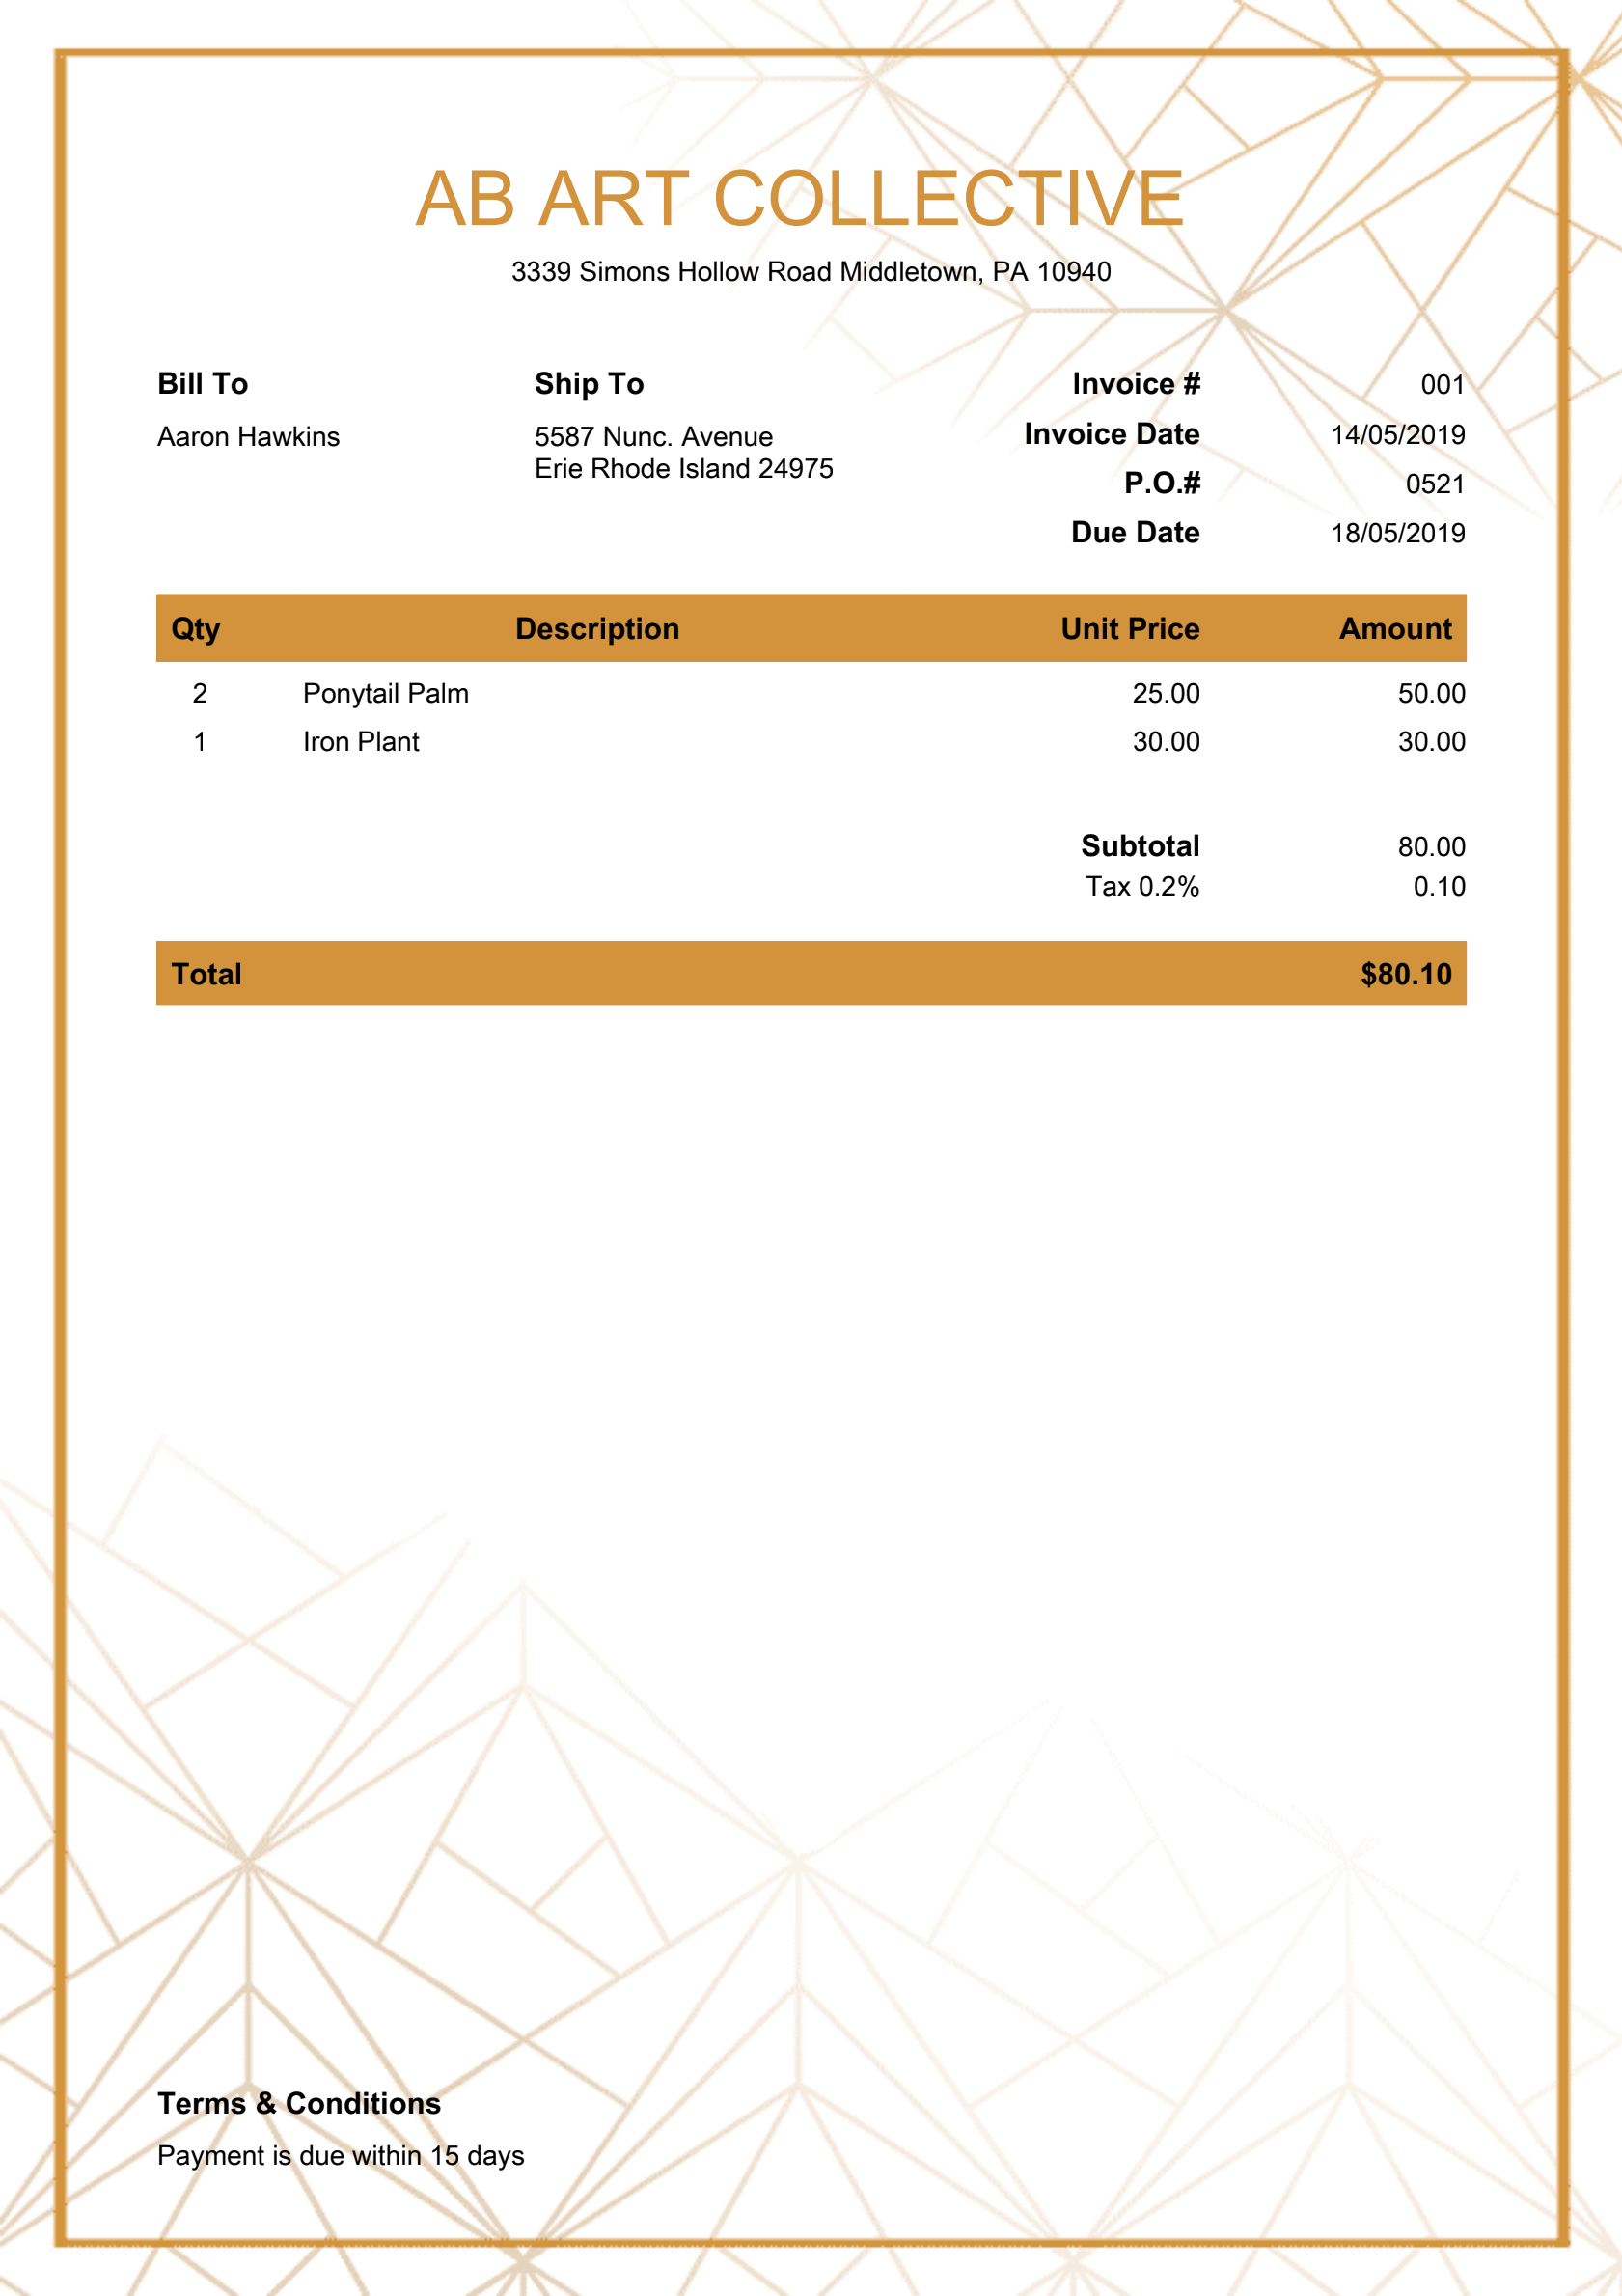 AB ART COLLECTIVE
3339 Simons Hollow Road Middletown, PA 10940
Bill To
Aaron Hawkins
Ship To
5587 Nunc. Avenue
Erie Rhode Island 24975
Invoice # 001
Invoice Date 14/05/2019
P.O.# 0521
Due Date 18/05/2019
Qty Description Unit Price Amount
2 Ponytail Palm 25.00 50.00
1 Iron Plant 30.00 30.00
Subtotal 80.00
Tax 0.2% 0.10
Total $80.10
Terms & Conditions
Payment is due within 15 days